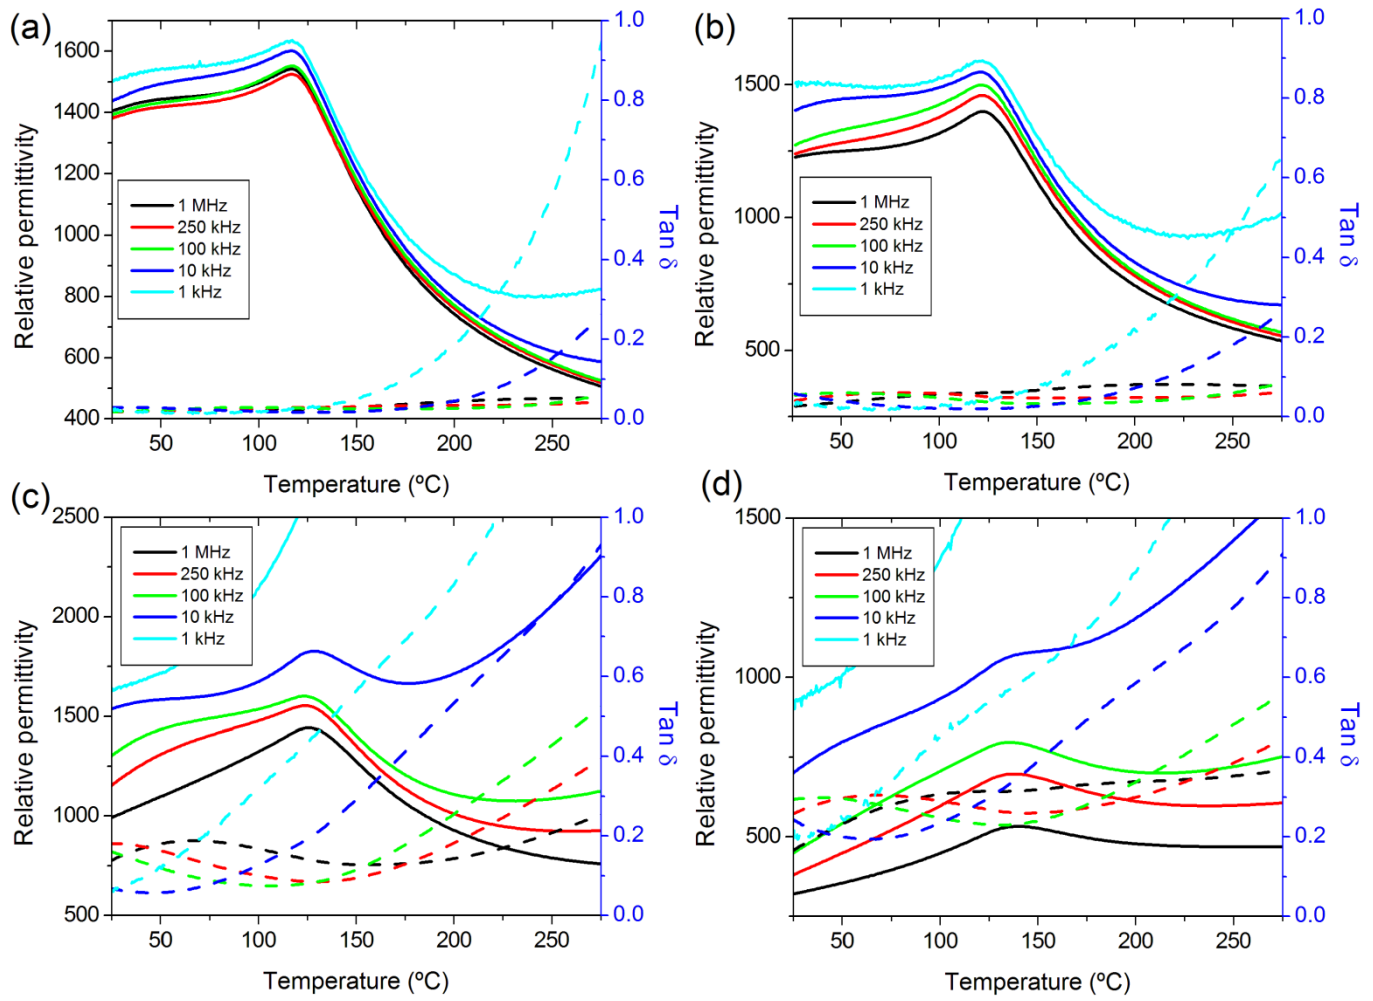 (a)
1600
1400
1200
1000
800
600
400
Relative permittivity
1 MHz
250 kHz
100 kHz
10 kHz
1 kHz
1.0
0.8
0.6
0.4
0.2
0.0
Tan δ
50 100 150 200 250
Temperature (ºC)
(b)
1500
1000
500
Relative permittivity
1 MHz
250 kHz
100 kHz
10 kHz
1 kHz
1.0
0.8
0.6
0.4
0.2
0.0
Tan δ
50 100 150 200 250
Temperature (ºC)
(c)
2500
2000
1500
1000
500
Relative permittivity
1 MHz
250 kHz
100 kHz
10 kHz
1 kHz
1.0
0.8
0.6
0.4
0.2
0.0
Tan δ
50 100 150 200 250
Temperature (ºC)
(d)
1500
1000
500
Relative permittivity
1 MHz
250 kHz
100 kHz
10 kHz
1 kHz
1.0
0.8
0.6
0.4
0.2
0.0
Tan δ
50 100 150 200 250
Temperature (ºC)